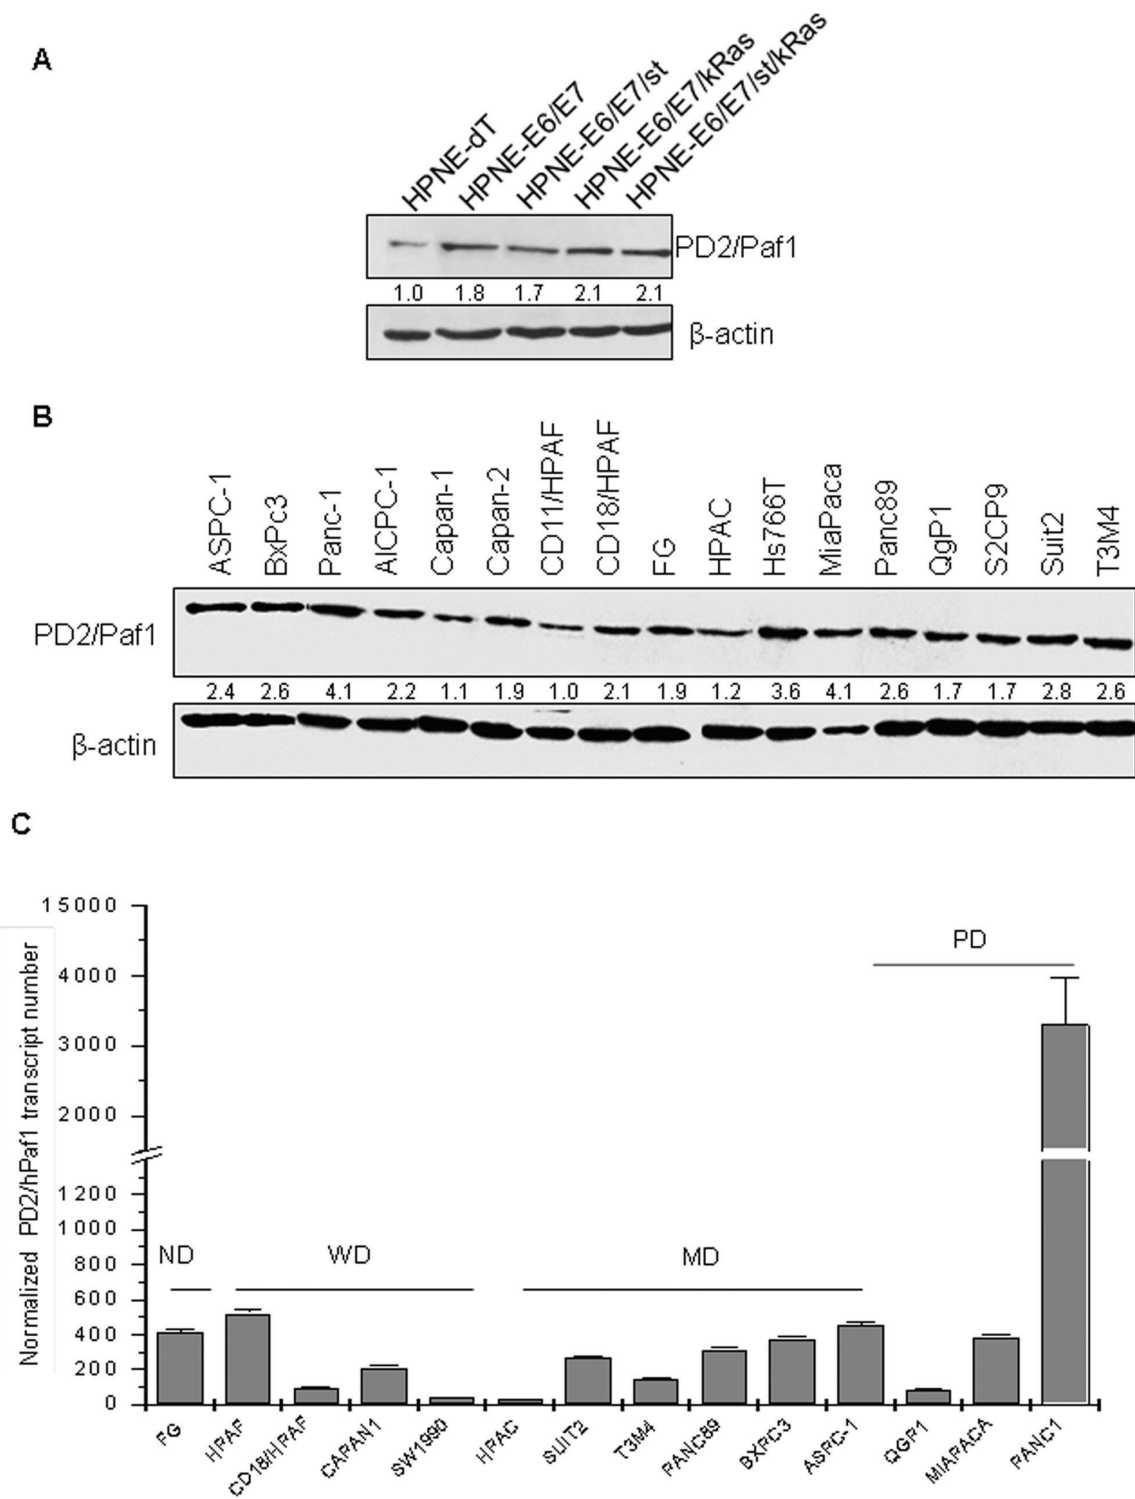 A
HPNE-dT
HPNE-E6/E7
HPNE-E6/E7/st
HPNE-E6/E7/kRas
HPNE-E6/E7/st/kRas
PD2/Paf1
1.0 1.8 1.7 2.1 2.1
β-actin
B
ASPC-1
BxPc3
Panc-1
AlCPC-1
Capan-1
Capan-2
CD11/HPAF
CD18/HPAF
FG
HPAC
Hs766T
MiaPaca
Panc89
QgP1
S2CP9
Suit2
T3M4
PD2/Paf1
2.4 2.6 4.1 2.2 1.1 1.9 1.0 2.1 1.9 1.2 3.6 4.1 2.6 1.7 1.7 2.8 2.6
β-actin
C
Normalized PD2/hPaf1 transcript number
15000
4000
3000
2000
1200
1000
800
600
400
200
0
ND
WD
MD
PD
FG
HPAF
CD18/HPAF
CAPAN1
SW1990
HPAC
SUIT2
T3M4
PANC89
BXPC3
ASPC-1
QGP1
MIAPACA
PANC1